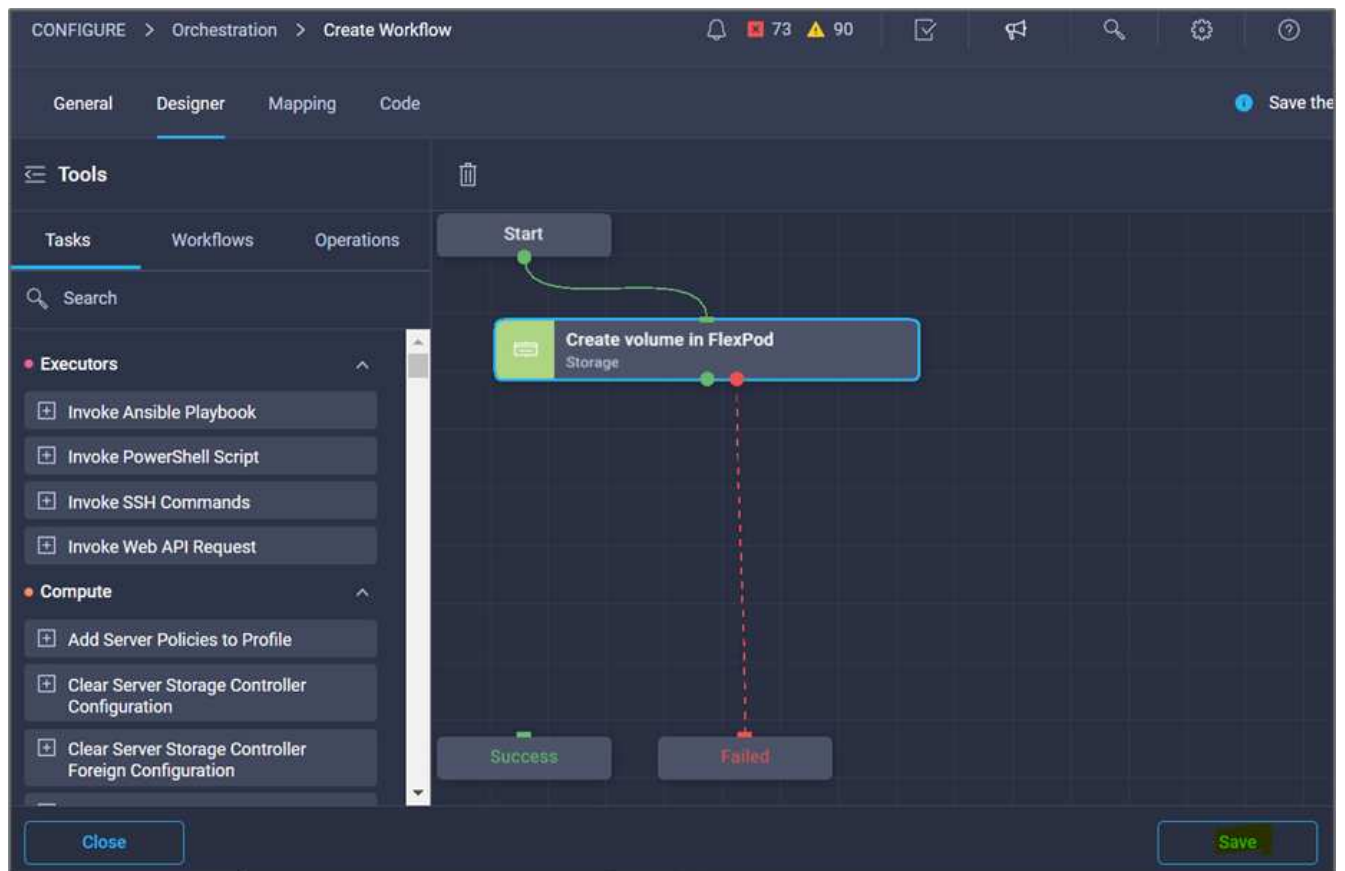 CONFIGURE > Orchestration > Create Workflow 73 90
General Designer Mapping Code Save the
Tools
Tasks Workflows Operations
Search
Executors
Invoke Ansible Playbook
Invoke PowerShell Script
Invoke SSH Commands
Invoke Web API Request
Compute
Add Server Policies to Profile
Clear Server Storage Controller
Configuration
Clear Server Storage Controller
Foreign Configuration
Start
Create volume in FlexPod
Storage
Success Failed
Close Save